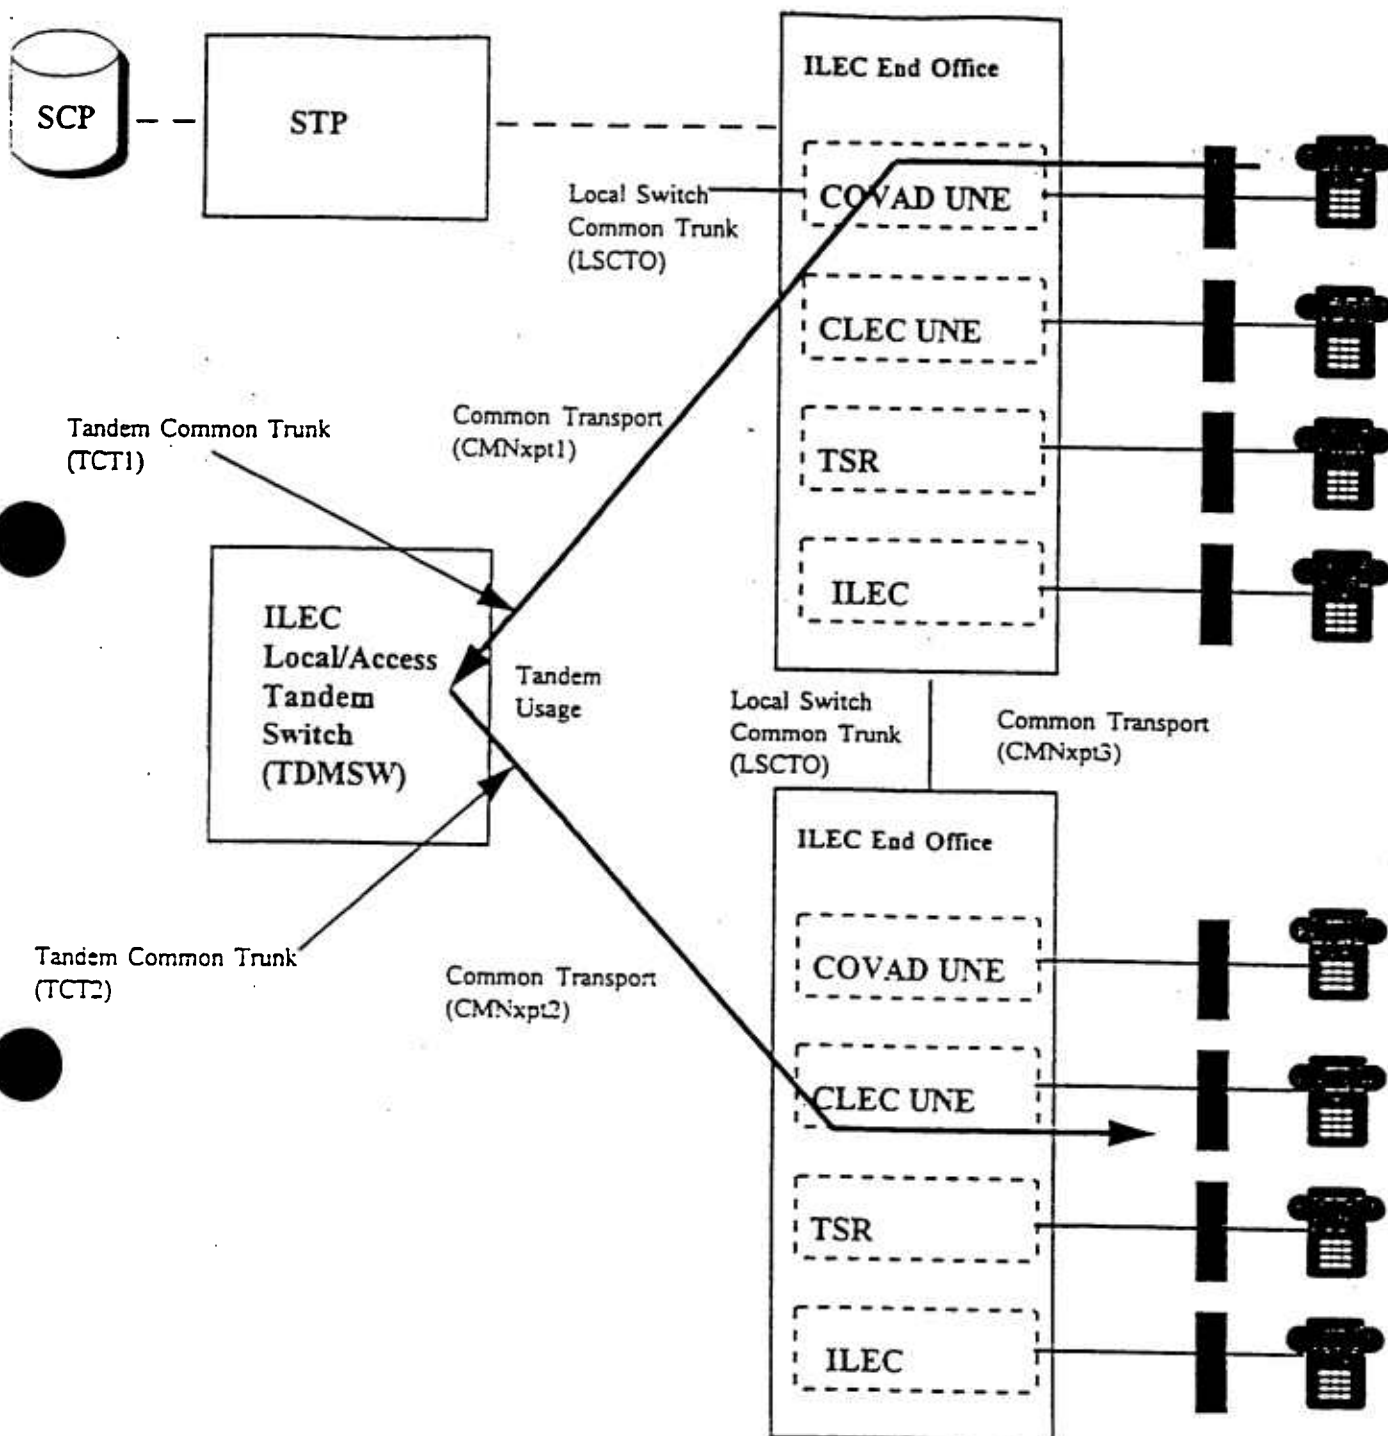 SCP
STP
ILEC End Office
COVAD UNE
Local Switch
Common Trunk
(LSCTO)
CLEC UNE
Common Transport
(CMNxpt1)
Tandem Common Trunk
(TCT1)
TSR
ILEC
ILEC
Local/Access
Tandem
Switch
(TDMSW)
Tandem
Usage
Local Switch
Common Trunk
(LSCTO)
Common Transport
(CMNxpt3)
ILEC End Office
Tandem Common Trunk
(TCT2)
Common Transport
(CMNxpt2)
COVAD UNE
CLEC UNE
TSR
ILEC